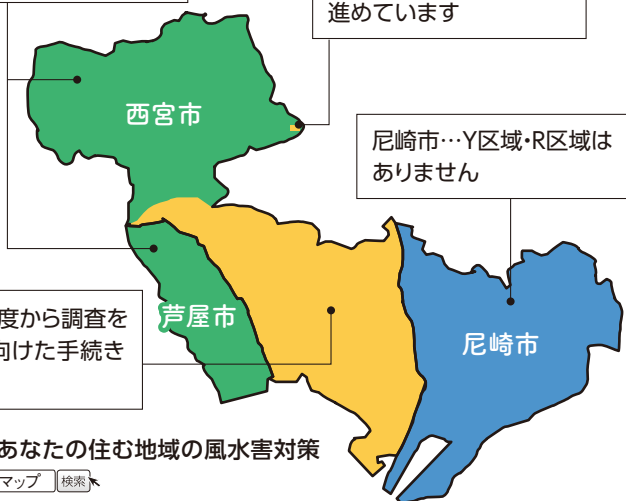 進めています
西宮市
尼崎市…Y区域・R区域は
ありません
度から調査を
向けた手続き
芦屋市
尼崎市
あなたの住む地域の風水害対策
マップ 検索